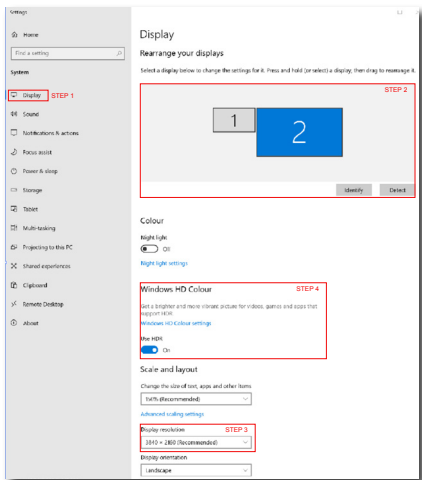 Settings
Home
Find a setting
System
Display STEP 1
Sound
Notifications & actions
Focus assist
Power & sleep
Storage
Tablet
Multi-tasking
Projecting to this PC
Shared experiences
Clipboard
Remote Desktop
About
Display
Rearrange your displays
Select a display below to change the settings for it. Press and hold (or select) a display, then drag to rearrange it.
STEP 2
1
2
Identify Detect
Colour
Night light
Off
Night light settings
Windows HD Colour STEP 4
Get a brighter and more vibrant picture for videos, games and apps that
support HDR
Windows HD Colour settings
Use HDR
On
Scale and layout
Change the size of text, apps and other items
(Recommended)
Advanced scaling settings
Display resolution STEP 3
3840 × 2160 (Recommended)
Display orientation
Landscape